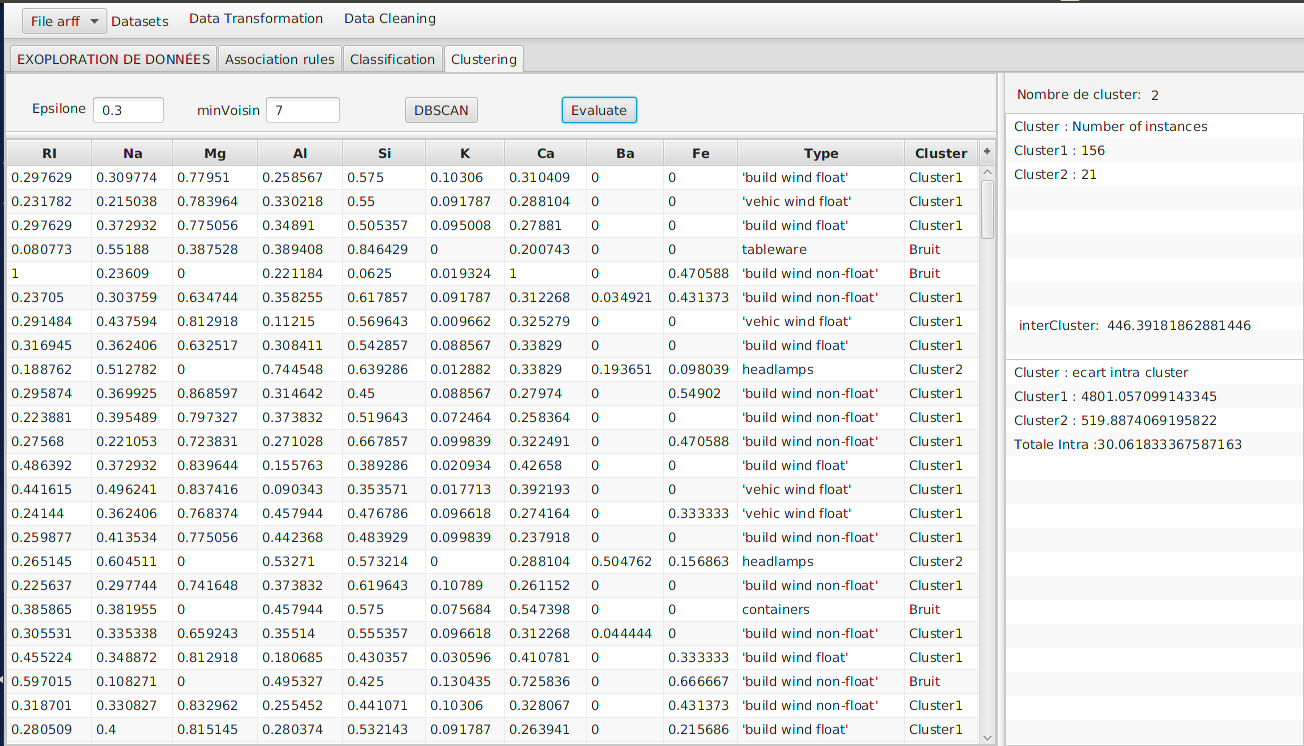 File arff Datasets Data Transformation Data Cleaning
EXOPLORATION DE DONNÉES Association rules Classification Clustering
Epsilone 0.3 minVoisin 7 DBSCAN Evaluate
RI Na Mg Al Si K Ca Ba Fe Type Cluster +
0.297629 0.309774 0.77951 0.258567 0.575 0.10306 0.310409 0 0 'build wind float' Cluster1
0.231782 0.215038 0.783964 0.330218 0.55 0.091787 0.288104 0 0 'vehic wind float' Cluster1
0.297629 0.372932 0.775056 0.34891 0.505357 0.095008 0.27881 0 0 'build wind float' Cluster1
0.080773 0.55188 0.387528 0.389408 0.846429 0 0.200743 0 0 tableware Bruit
1 0.23609 0 0.221184 0.0625 0.019324 1 0 0.470588 'build wind non-float' Bruit
0.23705 0.303759 0.634744 0.358255 0.617857 0.091787 0.312268 0.034921 0.431373 'build wind non-float' Cluster1
0.291484 0.437594 0.812918 0.11215 0.569643 0.009662 0.325279 0 0 'vehic wind float' Cluster1
0.316945 0.362406 0.632517 0.308411 0.542857 0.088567 0.33829 0 0 'build wind float' Cluster1
0.188762 0.512782 0 0.744548 0.639286 0.012882 0.33829 0.193651 0.098039 headlamps Cluster2
0.295874 0.369925 0.868597 0.314642 0.45 0.088567 0.27974 0 0.54902 'build wind non-float' Cluster1
0.223881 0.395489 0.797327 0.373832 0.519643 0.072464 0.258364 0 0 'build wind non-float' Cluster1
0.27568 0.221053 0.723831 0.271028 0.667857 0.099839 0.322491 0 0.470588 'build wind non-float' Cluster1
0.486392 0.372932 0.839644 0.155763 0.389286 0.020934 0.42658 0 0 'build wind float' Cluster1
0.441615 0.496241 0.837416 0.090343 0.353571 0.017713 0.392193 0 0 'vehic wind float' Cluster1
0.24144 0.362406 0.768374 0.457944 0.476786 0.096618 0.274164 0 0.333333 'vehic wind float' Cluster1
0.259877 0.413534 0.775056 0.442368 0.483929 0.099839 0.237918 0 0 'build wind non-float' Cluster1
0.265145 0.604511 0 0.53271 0.573214 0 0.288104 0.504762 0.156863 headlamps Cluster2
0.225637 0.297744 0.741648 0.373832 0.619643 0.10789 0.261152 0 0 'build wind non-float' Cluster1
0.385865 0.381955 0 0.457944 0.575 0.075684 0.547398 0 0 containers Bruit
0.305531 0.335338 0.659243 0.35514 0.555357 0.096618 0.312268 0.044444 0 'build wind non-float' Cluster1
0.455224 0.348872 0.812918 0.180685 0.430357 0.030596 0.410781 0 0.333333 'build wind float' Cluster1
0.597015 0.108271 0 0.495327 0.425 0.130435 0.725836 0 0.666667 'build wind non-float' Bruit
0.318701 0.330827 0.832962 0.255452 0.441071 0.10306 0.328067 0 0.431373 'build wind non-float' Cluster1
0.280509 0.4 0.815145 0.280374 0.532143 0.091787 0.263941 0 0.215686 'build wind float' Cluster1
Nombre de cluster: 2
Cluster : Number of instances
Cluster1 : 156
Cluster2 : 21
interCluster: 446.39181862881446
Cluster : ecart intra cluster
Cluster1 : 4801.057099143345
Cluster2 : 519.8874069195822
Totale Intra :30.061833367587163